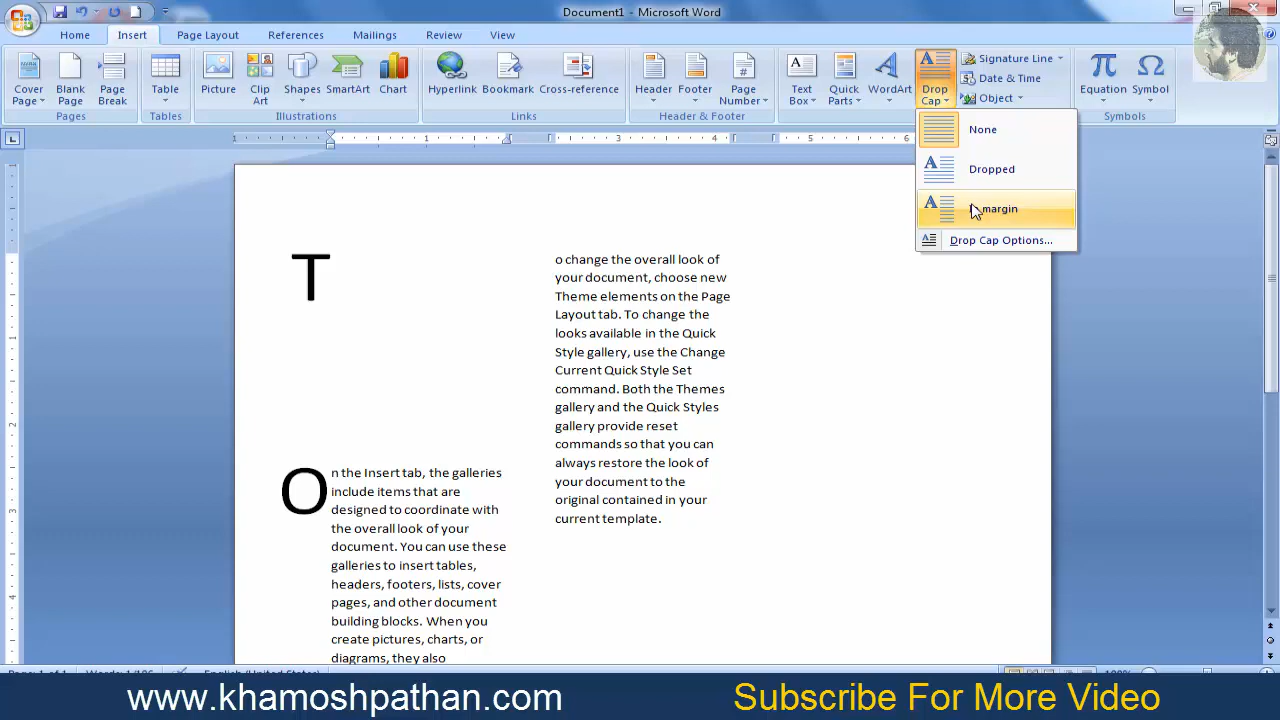 Document1 - Microsoft Word
Home Insert Page Layout References Mailings Review View
Cover Page
Blank Page
Page Break
Table
Picture
Clip Art
Shapes
SmartArt
Chart
Hyperlink
Bookmark
Cross-reference
Header
Footer
Page Number
Text Box
Quick Parts
WordArt
Drop Cap
Signature Line
Date & Time
Object
Equation
Symbol
Pages Tables Illustrations Links Header & Footer Symbols
None
Dropped
margin
Drop Cap Options...
1 3 4 5 6
T
o change the overall look of
your document, choose new
Theme elements on the Page
Layout tab. To change the
looks available in the Quick
Style gallery, use the Change
Current Quick Style Set
command. Both the Themes
gallery and the Quick Styles
gallery provide reset
commands so that you can
always restore the look of
your document to the
original contained in your
current template.
O
n the Insert tab, the galleries
include items that are
designed to coordinate with
the overall look of your
document. You can use these
galleries to insert tables,
headers, footers, lists, cover
pages, and other document
building blocks. When you
create pictures, charts, or
diagrams, they also
www.khamoshpathan.com
Subscribe For More Video